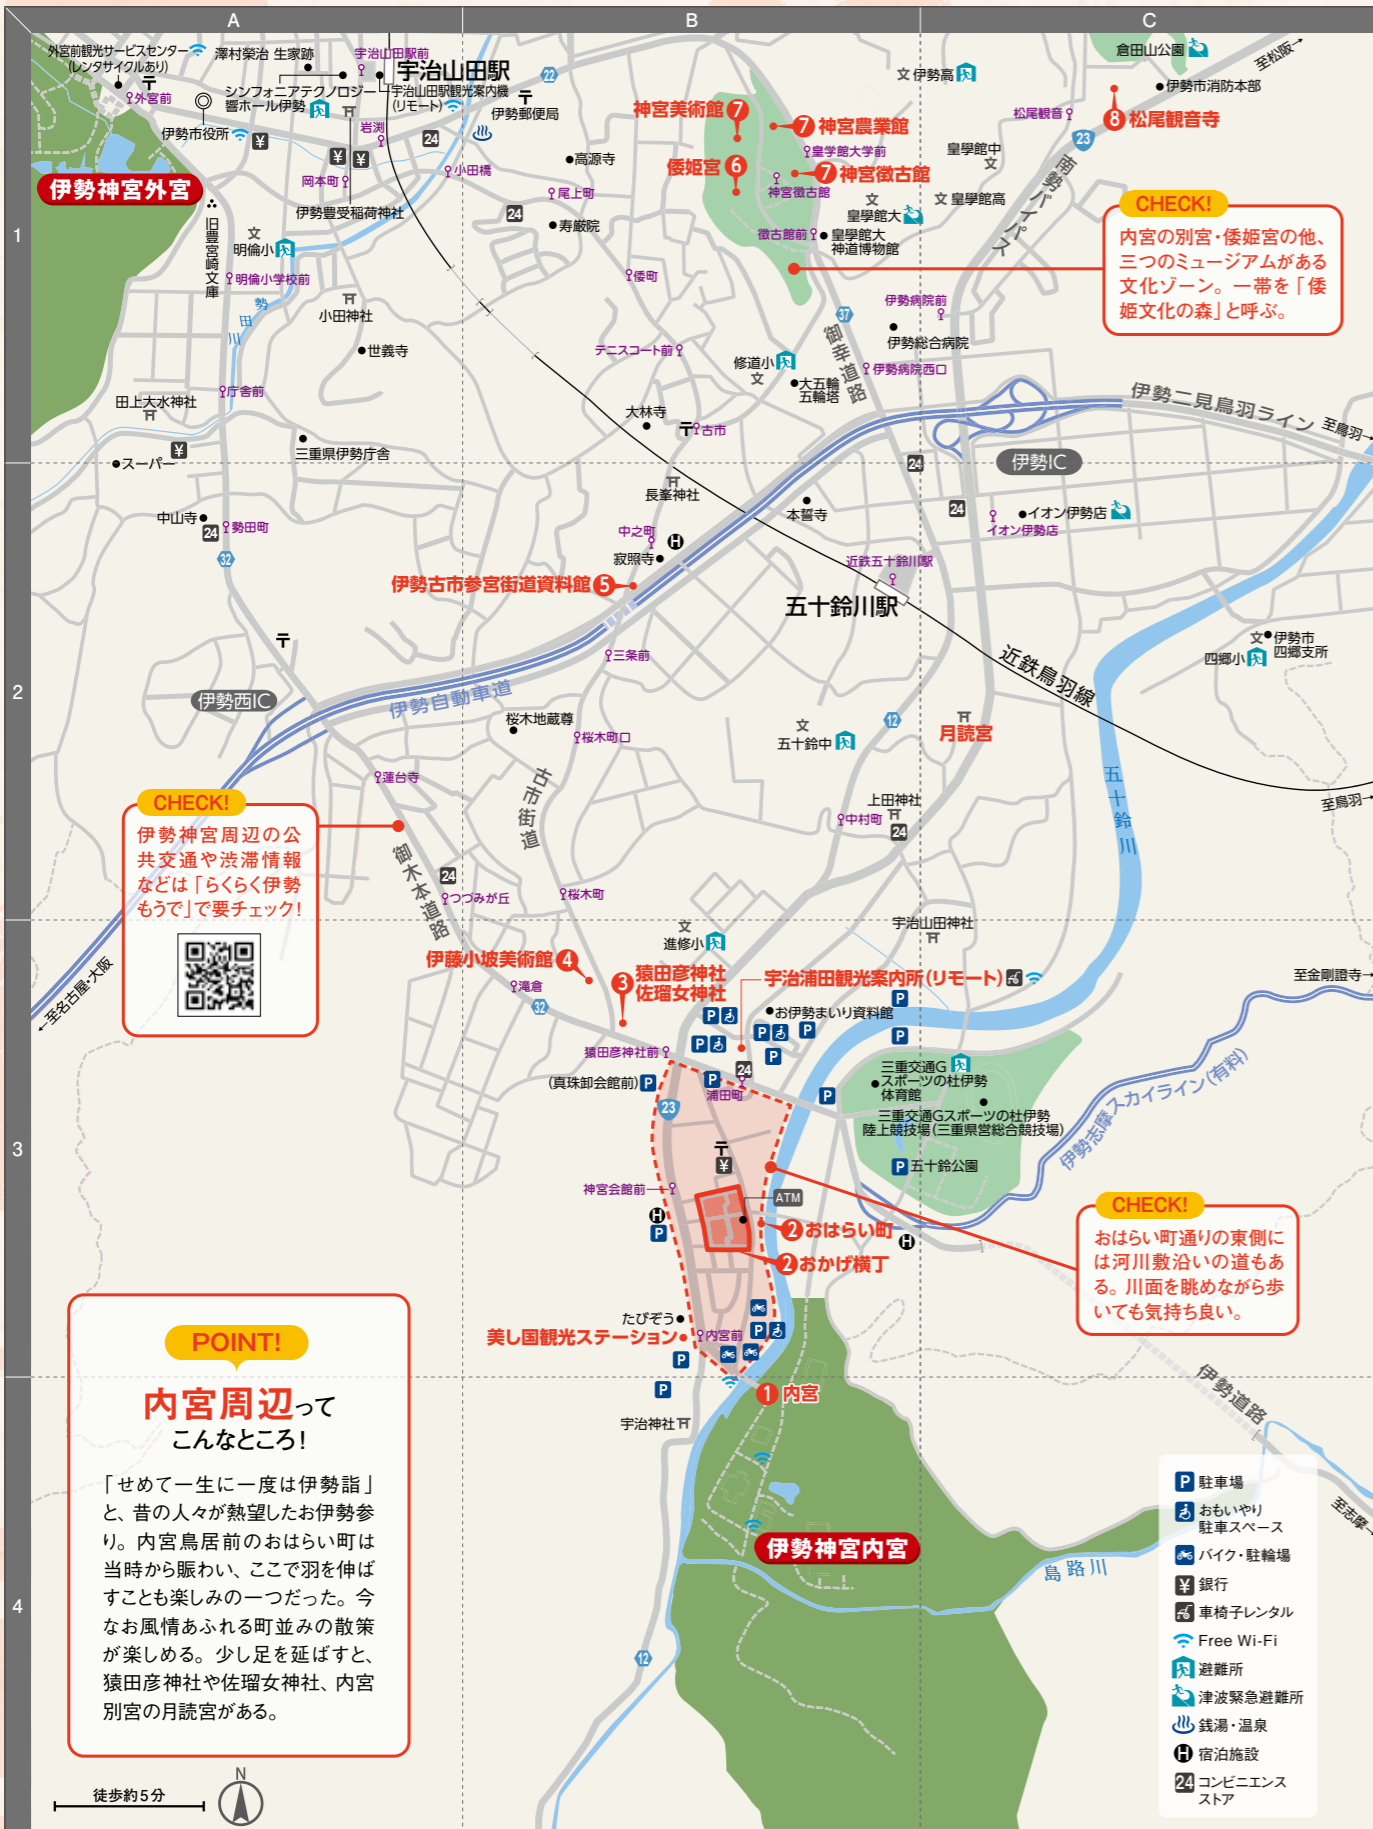 A
B
C
1
2
3
4
外宮前観光サービスセンター
(レンタサイクルあり)
外宮前
伊勢市役所
澤村榮治 生家跡
宇治山田駅前
シンフォニアテクノロジー
響ホール伊勢
宇治山田駅
宇治山田駅観光案内機
(リモート)
22
伊勢郵便局
岩渕
24
岡本町
小田橋
伊勢神宮外宮
伊勢豊受稲荷神社
旧豊宮崎文庫
明倫小
明倫小学校前
勢田川
小田神社
世義寺
庁舎前
田上大水神社
三重県伊勢庁舎
スーパー
高源寺
尾上町
24
寿厳院
倭町
テニスコート前
修道小
大五輪
五輪塔
大林寺
古市
神宮美術館 7
7 神宮農業館
倭姫宮 6
皇学館大学前
7 神宮徴古館
神宮徴古館
徴古館前
皇學館大
皇學館大
神道博物館
37
御幸道路
伊勢高
皇學館中
皇學館高
南勢バイパス
23
松尾観音
8 松尾観音寺
倉田山公園
伊勢市消防本部
至松阪→
CHECK!
内宮の別宮・倭姫宮の他、
三つのミュージアムがある
文化ゾーン。一帯を「倭
姫文化の森」と呼ぶ。
伊勢病院前
伊勢総合病院
伊勢病院西口
伊勢二見鳥羽ライン
至鳥羽→
24
伊勢IC
24
イオン伊勢店
イオン伊勢店
中山寺
24
勢田町
32
長峯神社
中之町
寂照寺
本誓寺
伊勢古市参宮街道資料館 5
近鉄五十鈴川駅
五十鈴川駅
近鉄鳥羽線
伊勢市
四郷支所
四郷小
三条前
伊勢西IC
伊勢自動車道
桜木地蔵尊
桜木町口
五十鈴中
12
月読宮
五十鈴川
至鳥羽→
蓮台寺
古市街道
上田神社
24
中村町
CHECK!
伊勢神宮周辺の公
共交通や渋滞情報
などは「らくらく伊勢
もうで」で要チェック!
御木本道路
24
つづみが丘
桜木町
←至名古屋・大阪
進修小
宇治山田神社
伊藤小坡美術館 4
3 猿田彦神社
佐瑠女神社
宇治浦田観光案内所(リモート)
至金剛證寺→
滝倉
32
お伊勢まいり資料館
猿田彦神社前
24
浦田町
(真珠卸会館前)
23
三重交通G
スポーツの杜伊勢
体育館
三重交通Gスポーツの杜伊勢
陸上競技場(三重県営総合競技場)
五十鈴公園
伊勢志摩スカイライン(有料)
神宮会館前
ATM
2 おはらい町
2 おかげ横丁
CHECK!
おはらい町通りの東側に
は河川敷沿いの道もあ
る。川面を眺めながら歩
いても気持ち良い。
たびぞう
美し国観光ステーション
内宮前
1 内宮
宇治神社
伊勢道路
至志摩→
伊勢神宮内宮
島路川
12
POINT!
内宮周辺って
こんなところ!
「せめて一生に一度は伊勢詣」
と、昔の人々が熱望したお伊勢参
り。内宮鳥居前のおはらい町は
当時から賑わい、ここで羽を伸ば
すことも楽しみの一つだった。今
なお風情あふれる町並みの散策
が楽しめる。少し足を延ばすと、
猿田彦神社や佐瑠女神社、内宮
別宮の月読宮がある。
徒歩約5分
N
P 駐車場
おもいやり
駐車スペース
バイク・駐輪場
¥ 銀行
車椅子レンタル
Free Wi-Fi
避難所
津波緊急避難所
銭湯・温泉
H 宿泊施設
24 コンビニエンス
ストア